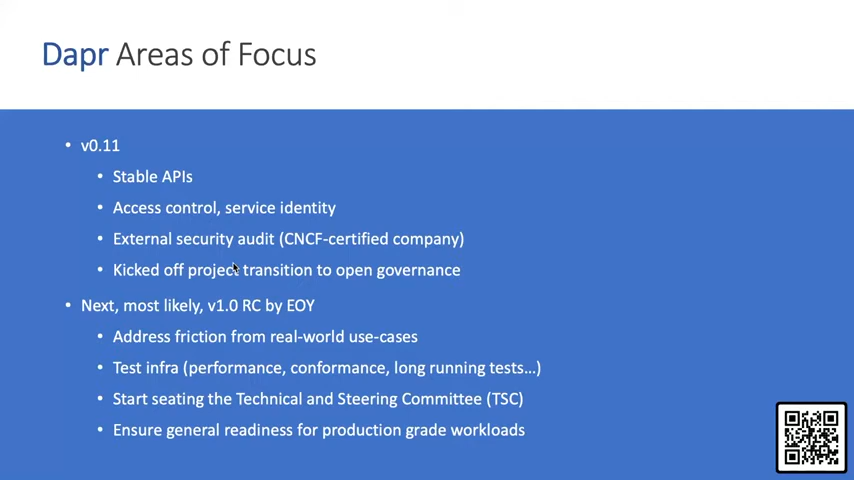 Dapr Areas of Focus
• v0.11
• Stable APIs
• Access control, service identity
• External security audit (CNCF-certified company)
• Kicked off project transition to open governance
• Next, most likely, v1.0 RC by EOY
• Address friction from real-world use-cases
• Test infra (performance, conformance, long running tests...)
• Start seating the Technical and Steering Committee (TSC)
• Ensure general readiness for production grade workloads